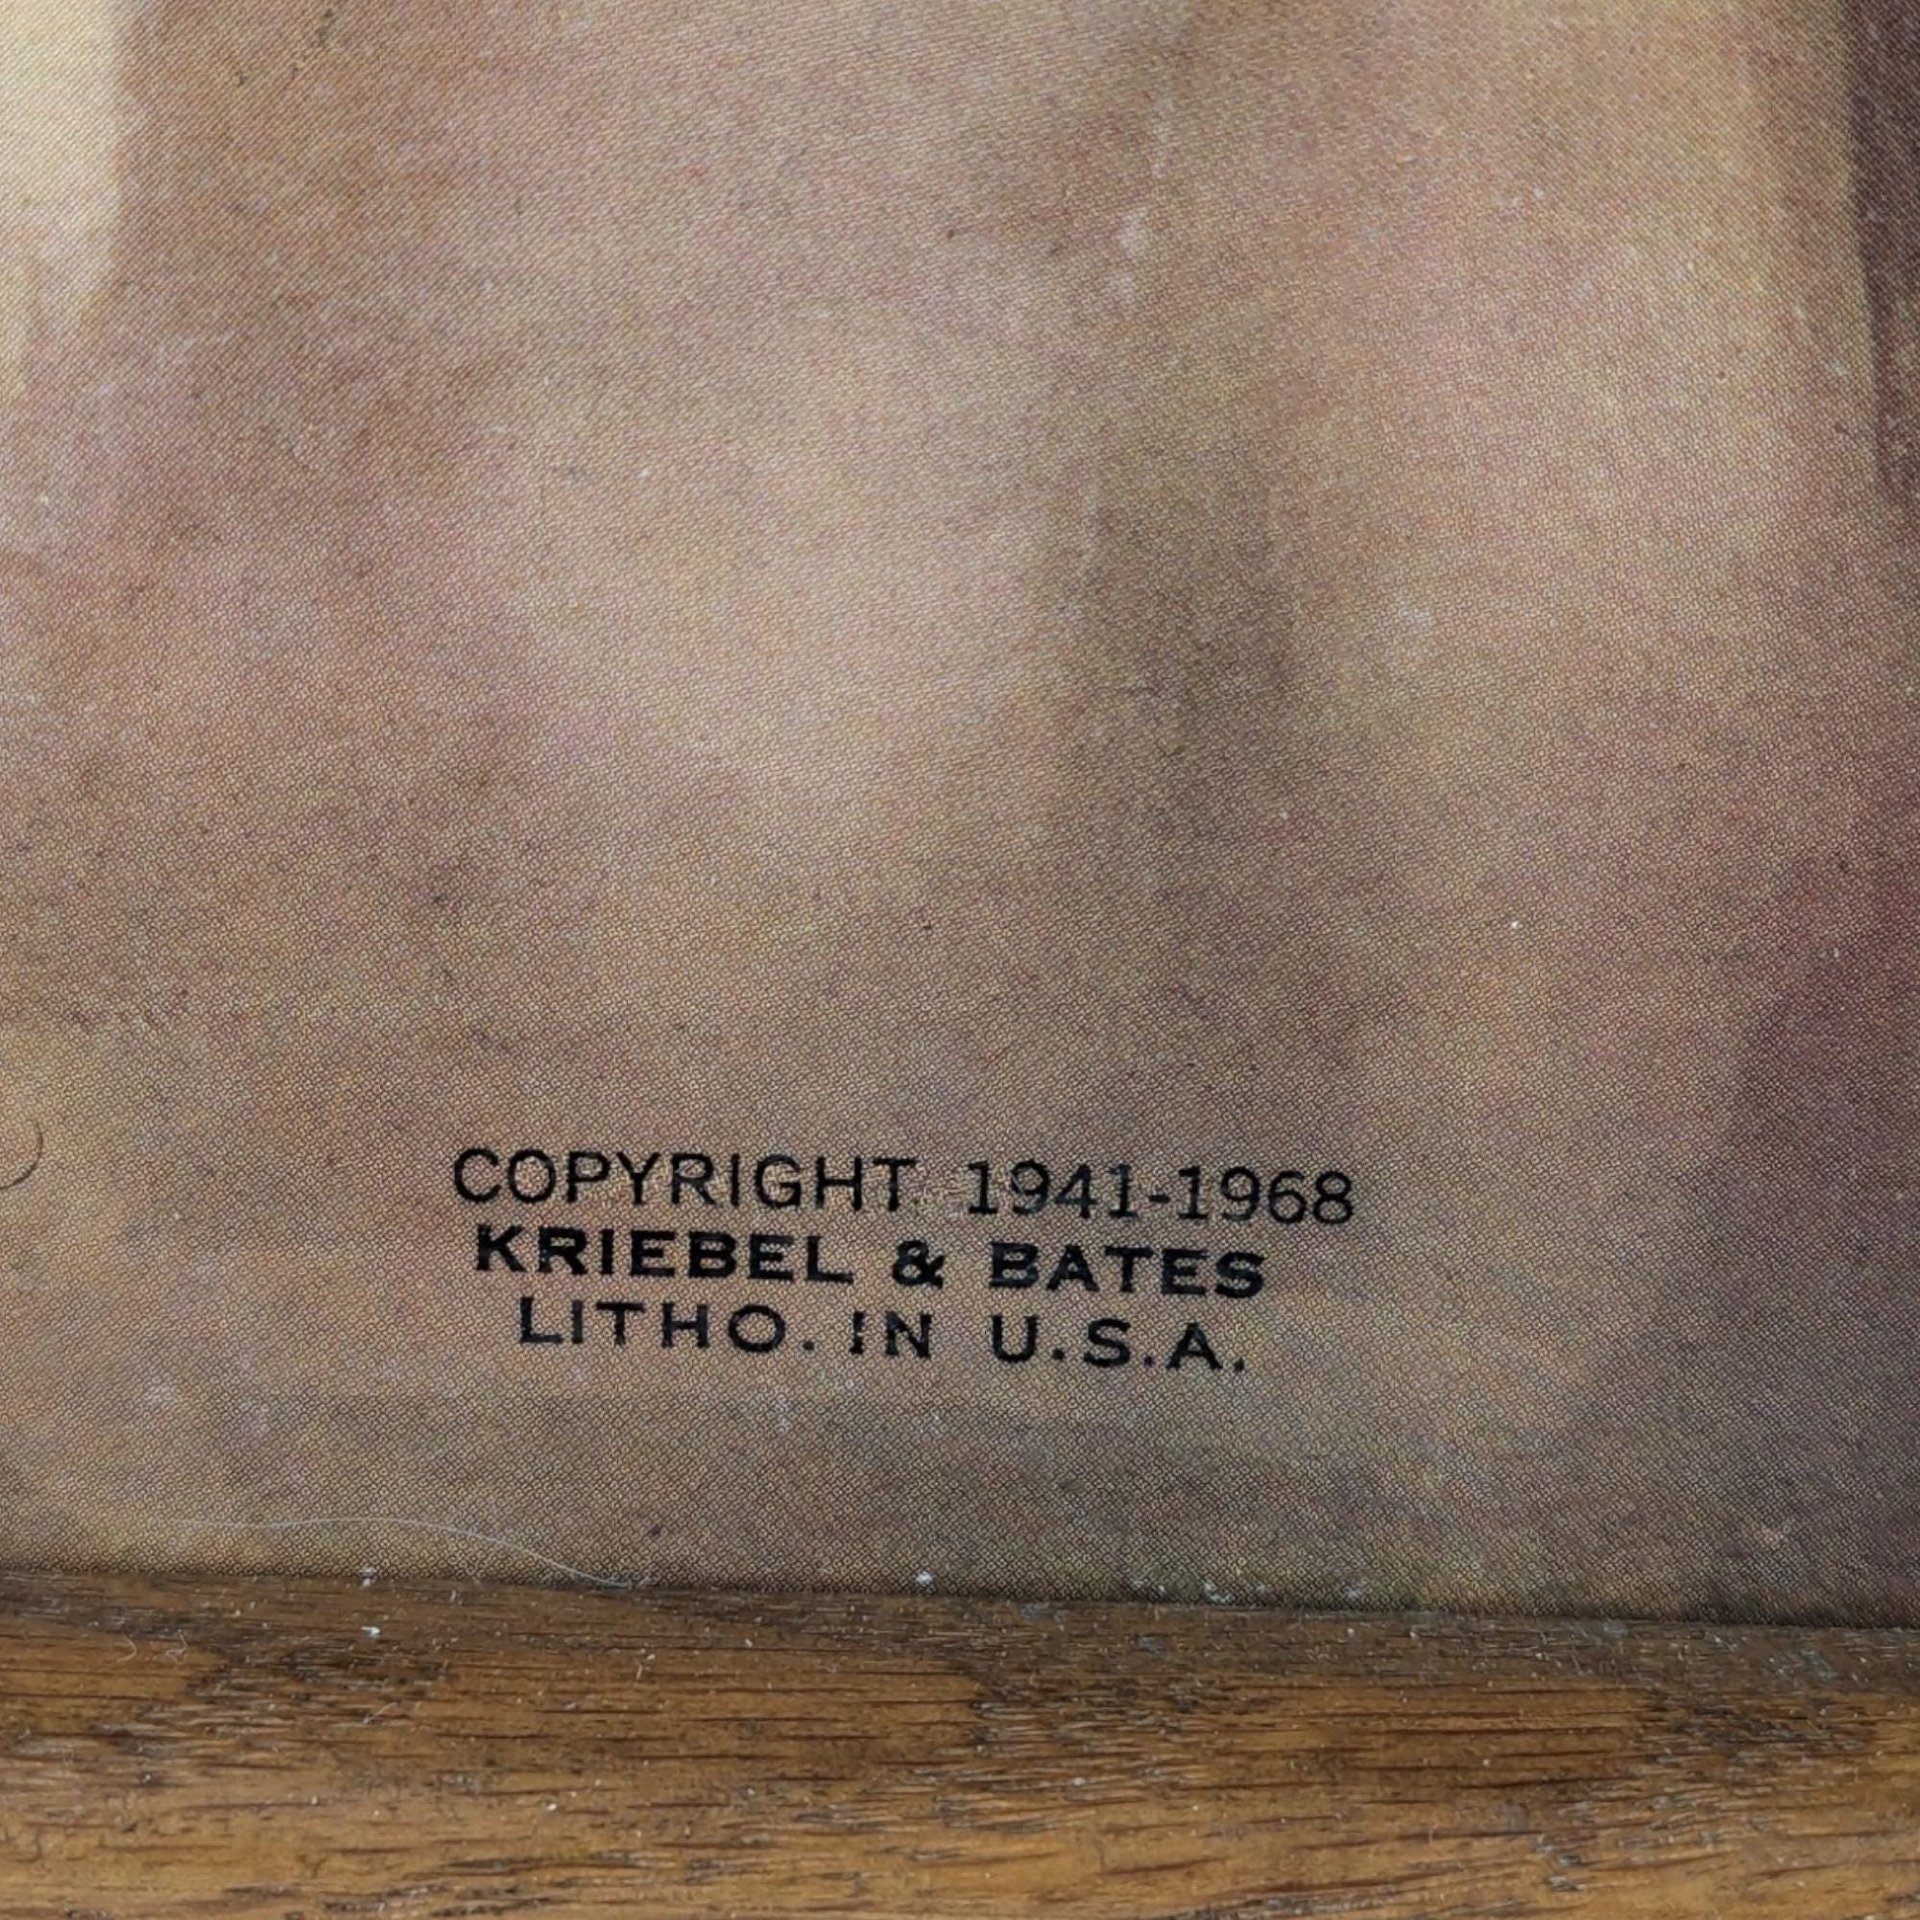 COPYRIGHT 1941-1968
KRIEBEL & BATES
LITHO. IN U.S.A.